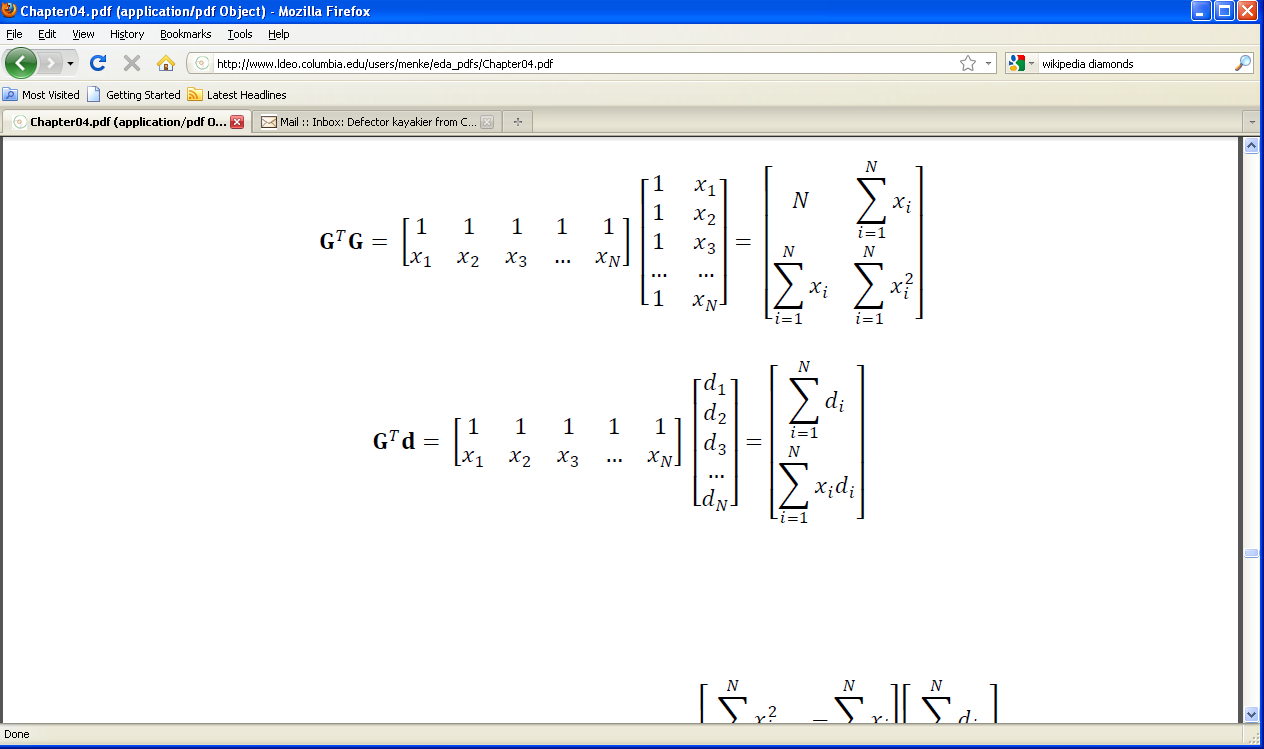 Chapter04.pdf (application/pdf Object) - Mozilla Firefox
File Edit View History Bookmarks Tools Help
http://www.ldeo.columbia.edu/users/menke/eda_pdfs/Chapter04.pdf wikipedia diamonds
Most Visited Getting Started Latest Headlines
Chapter04.pdf (application/pdf O... Mail :: Inbox: Defector kayakier from C...
G^T G = [1 1 1 1 1; x_1 x_2 x_3 ... x_N] [1 x_1; 1 x_2; 1 x_3; ... ...; 1 x_N] = [N ∑_{i=1}^{N} x_i; ∑_{i=1}^{N} x_i ∑_{i=1}^{N} x_i^2]
G^T d = [1 1 1 1 1; x_1 x_2 x_3 ... x_N] [d_1; d_2; d_3; ...; d_N] = [∑_{i=1}^{N} d_i; ∑_{i=1}^{N} x_i d_i]
[∑^{N} x_i^2 −∑^{N} x_i] [∑^{N} d_i]
Done